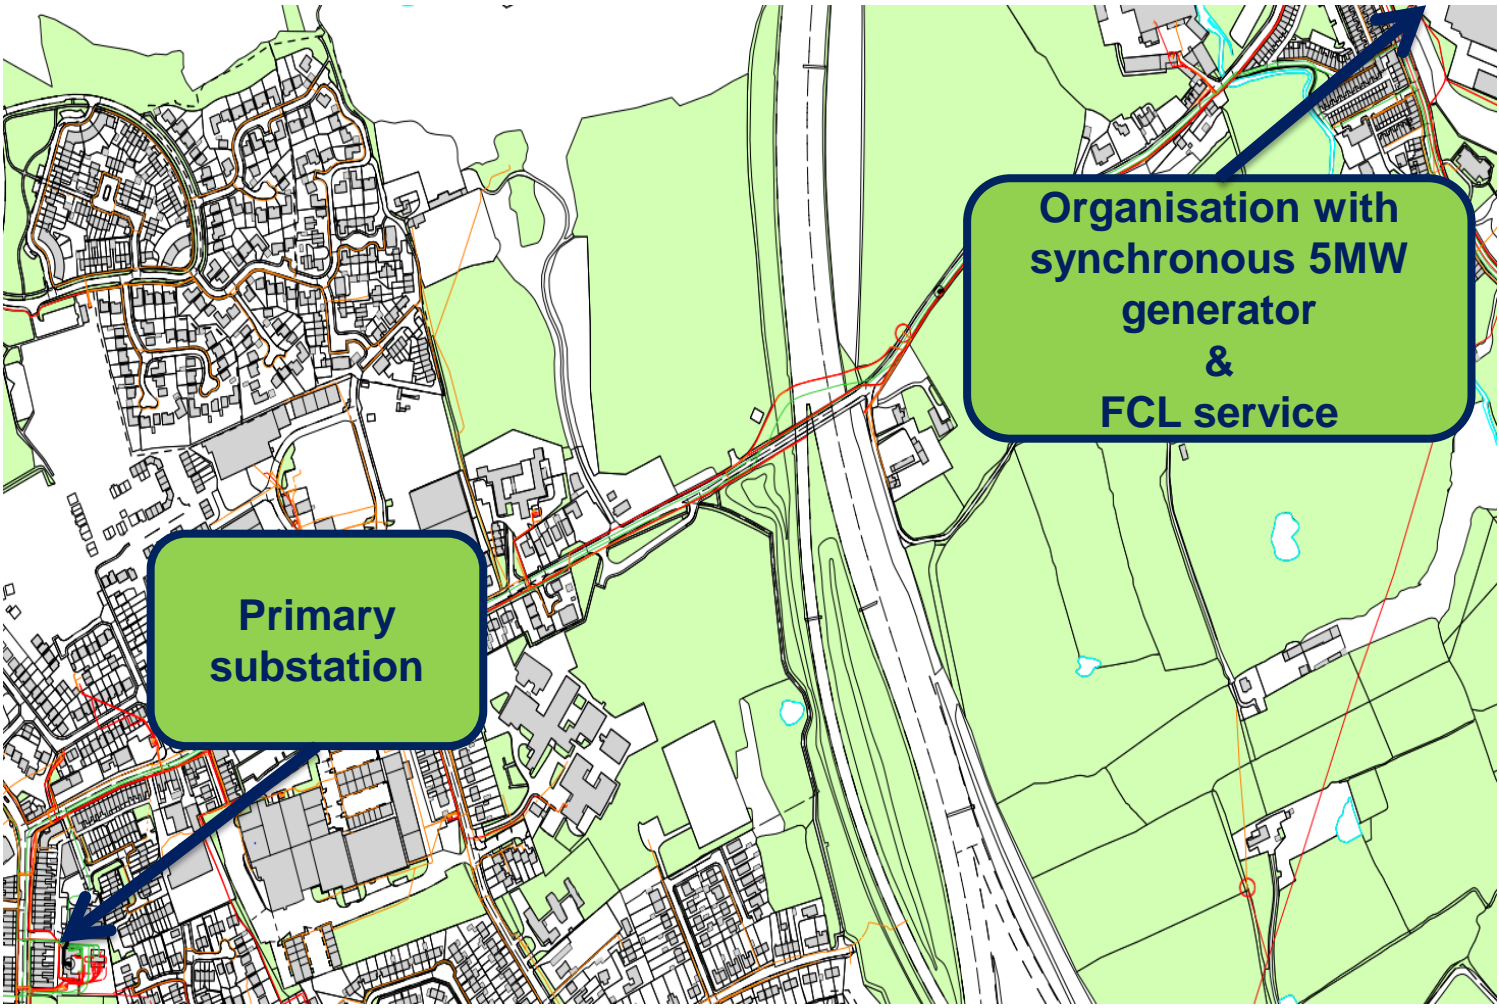 Organisation with
synchronous 5MW
generator
&
FCL service
Primary
substation